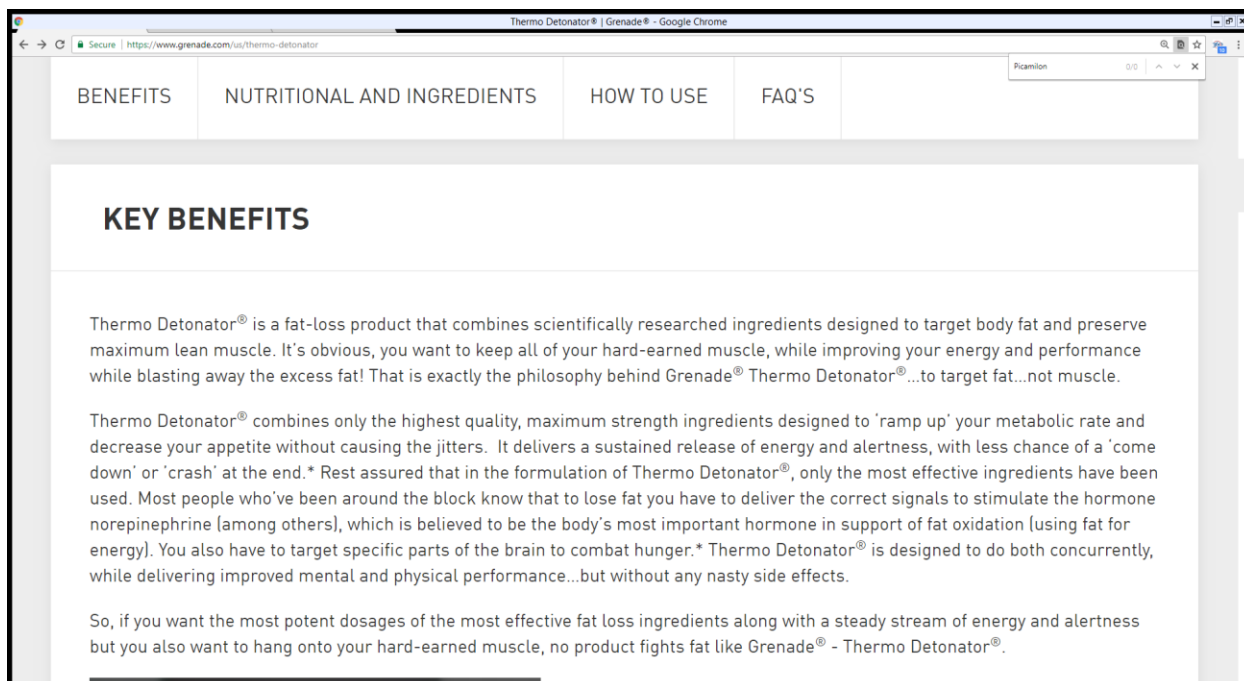 Thermo Detonator® | Grenade® - Google Chrome
Secure | https://www.grenade.com/us/thermo-detonator
Picamilon 0/0
BENEFITS NUTRITIONAL AND INGREDIENTS HOW TO USE FAQ'S
KEY BENEFITS
Thermo Detonator® is a fat-loss product that combines scientifically researched ingredients designed to target body fat and preserve
maximum lean muscle. It's obvious, you want to keep all of your hard-earned muscle, while improving your energy and performance
while blasting away the excess fat! That is exactly the philosophy behind Grenade® Thermo Detonator®...to target fat...not muscle.
Thermo Detonator® combines only the highest quality, maximum strength ingredients designed to 'ramp up' your metabolic rate and
decrease your appetite without causing the jitters. It delivers a sustained release of energy and alertness, with less chance of a 'come
down' or 'crash' at the end.* Rest assured that in the formulation of Thermo Detonator®, only the most effective ingredients have been
used. Most people who've been around the block know that to lose fat you have to deliver the correct signals to stimulate the hormone
norepinephrine (among others), which is believed to be the body's most important hormone in support of fat oxidation (using fat for
energy). You also have to target specific parts of the brain to combat hunger.* Thermo Detonator® is designed to do both concurrently,
while delivering improved mental and physical performance...but without any nasty side effects.
So, if you want the most potent dosages of the most effective fat loss ingredients along with a steady stream of energy and alertness
but you also want to hang onto your hard-earned muscle, no product fights fat like Grenade® - Thermo Detonator®.